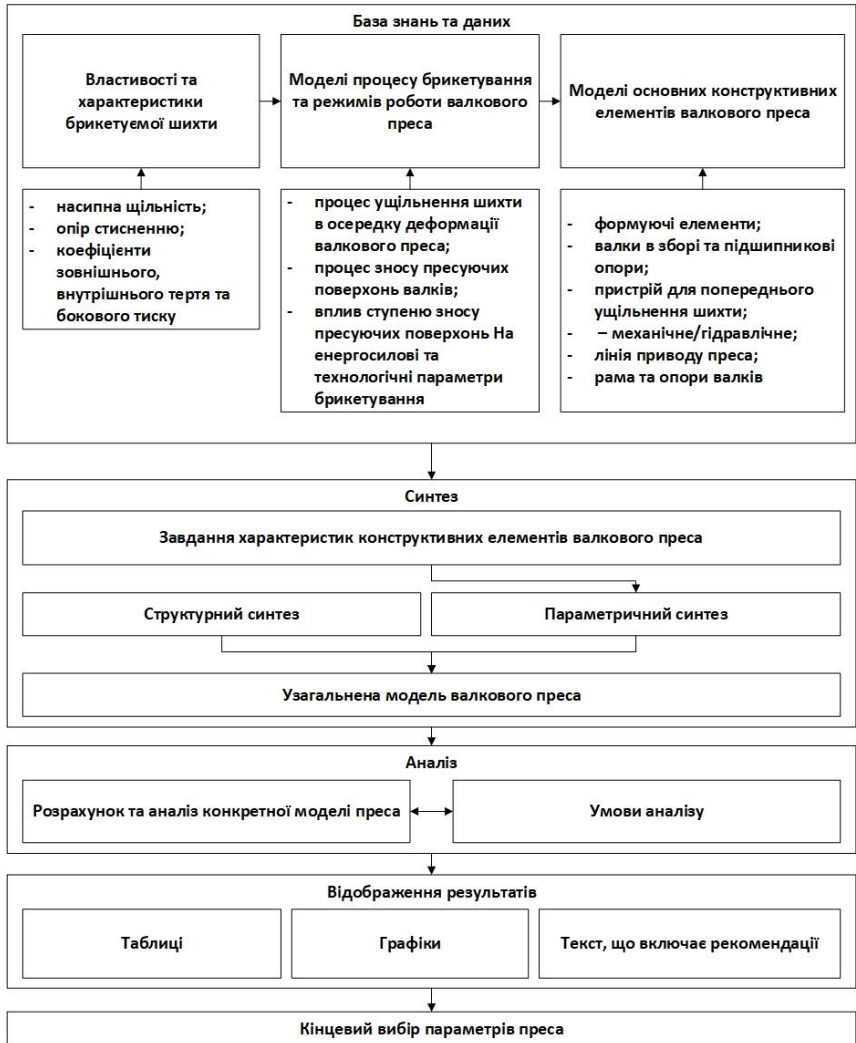 База знань та даних
Властивості та
характеристики
брикетуємої шихти
Моделі процесу брикетування
та режимів роботи валкового
преса
Моделі основних конструктивних
елементів валкового преса
- насипна щільність;
- опір стисненню;
- коефіцієнти
зовнішнього,
внутрішнього тертя та
бокового тиску
- процес ущільнення шихти
в осередку деформації
валкового преса;
- процес зносу пресуючих
поверхонь валків;
- вплив ступеню зносу
пресуючих поверхонь На
енергосилові та
технологічні параметри
брикетування
- формуючі елементи;
- валки в зборі та підшипникові
опори;
- пристрій для попереднього
ущільнення шихти;
- – механічне/гідравлічне;
- лінія приводу преса;
- рама та опори валків
Синтез
Завдання характеристик конструктивних елементів валкового преса
Структурний синтез
Параметричний синтез
Узагальнена модель валкового преса
Аналіз
Розрахунок та аналіз конкретної моделі преса
Умови аналізу
Відображення результатів
Таблиці
Графіки
Текст, що включає рекомендації
Кінцевий вибір параметрів преса